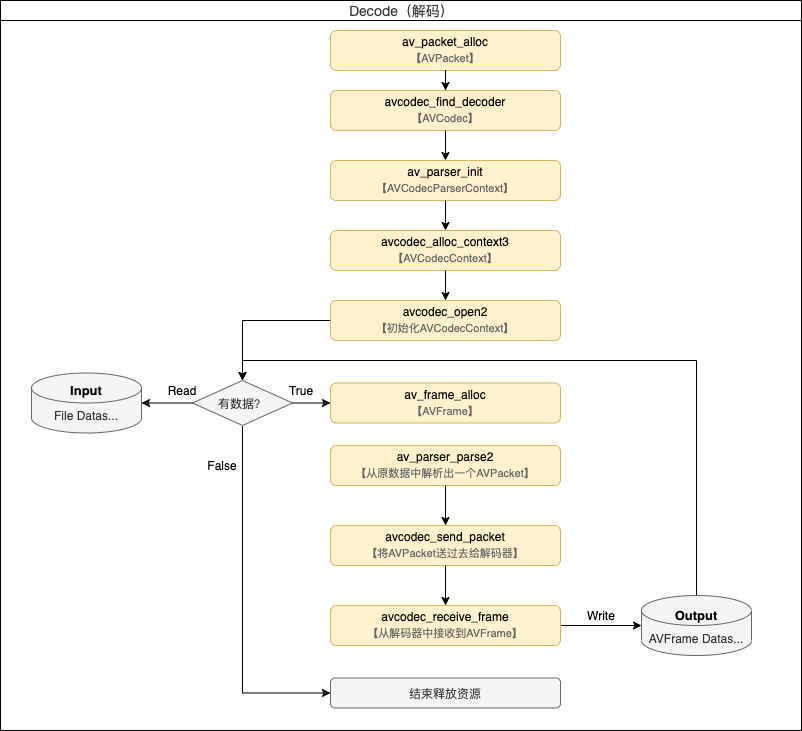 Decode（解码）
av_packet_alloc
【AVPacket】
avcodec_find_decoder
【AVCodec】
av_parser_init
【AVCodecParserContext】
avcodec_alloc_context3
【AVCodecContext】
avcodec_open2
【初始化AVCodecContext】
Input
File Datas...
Read
有数据?
True
av_frame_alloc
【AVFrame】
False
av_parser_parse2
【从原数据中解析出一个AVPacket】
avcodec_send_packet
【将AVPacket送过去给解码器】
avcodec_receive_frame
【从解码器中接收到AVFrame】
Write
Output
AVFrame Datas...
结束释放资源